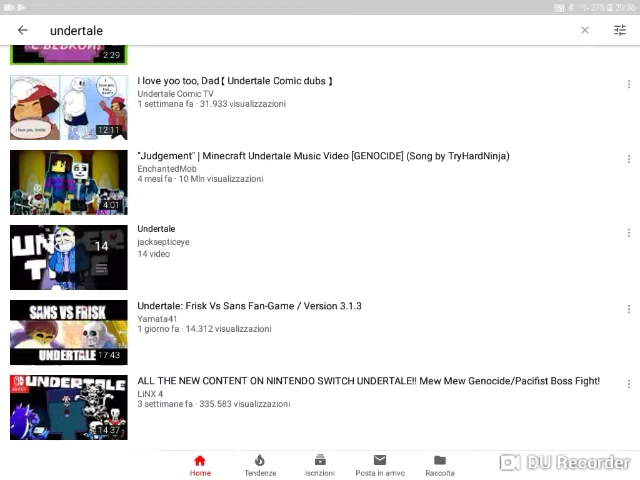 27%
20:36
undertale
2:29
I love yoo too, Dad【 Undertale Comic dubs 】
Undertale Comic TV
1 settimana fa · 31.933 visualizzazioni
12:11
"Judgement" | Minecraft Undertale Music Video [GENOCIDE] (Song by TryHardNinja)
EnchantedMob
4 mesi fa · 10 Mln visualizzazioni
4:01
Undertale
jacksepticeye
14 video
UNDER
TALE
14
Undertale: Frisk Vs Sans Fan-Game / Version 3.1.3
Yamata41
1 giorno fa · 14.312 visualizzazioni
SANS VS FRISK
UNDERTALE
17:43
ALL THE NEW CONTENT ON NINTENDO SWITCH UNDERTALE!! Mew Mew Genocide/Pacifist Boss Fight!
LiNX 4
3 settimane fa · 335.583 visualizzazioni
UNDERTALE
14:37
Home
Tendenze
Iscrizioni
Posta in arrivo
Raccolta
DU Recorder